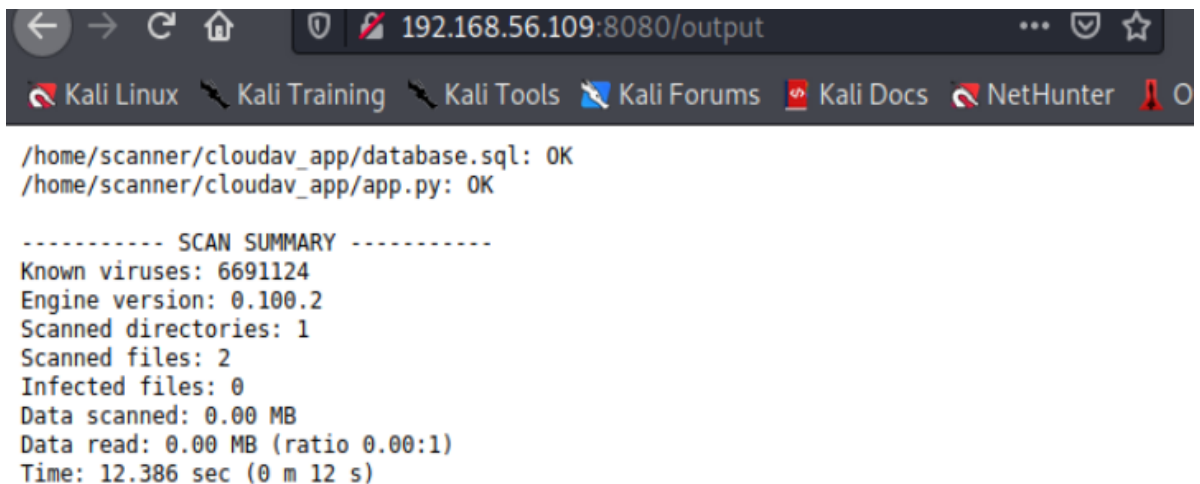 192.168.56.109:8080/output
Kali Linux Kali Training Kali Tools Kali Forums Kali Docs NetHunter O
/home/scanner/cloudav_app/database.sql: OK
/home/scanner/cloudav_app/app.py: OK
----------- SCAN SUMMARY -----------
Known viruses: 6691124
Engine version: 0.100.2
Scanned directories: 1
Scanned files: 2
Infected files: 0
Data scanned: 0.00 MB
Data read: 0.00 MB (ratio 0.00:1)
Time: 12.386 sec (0 m 12 s)